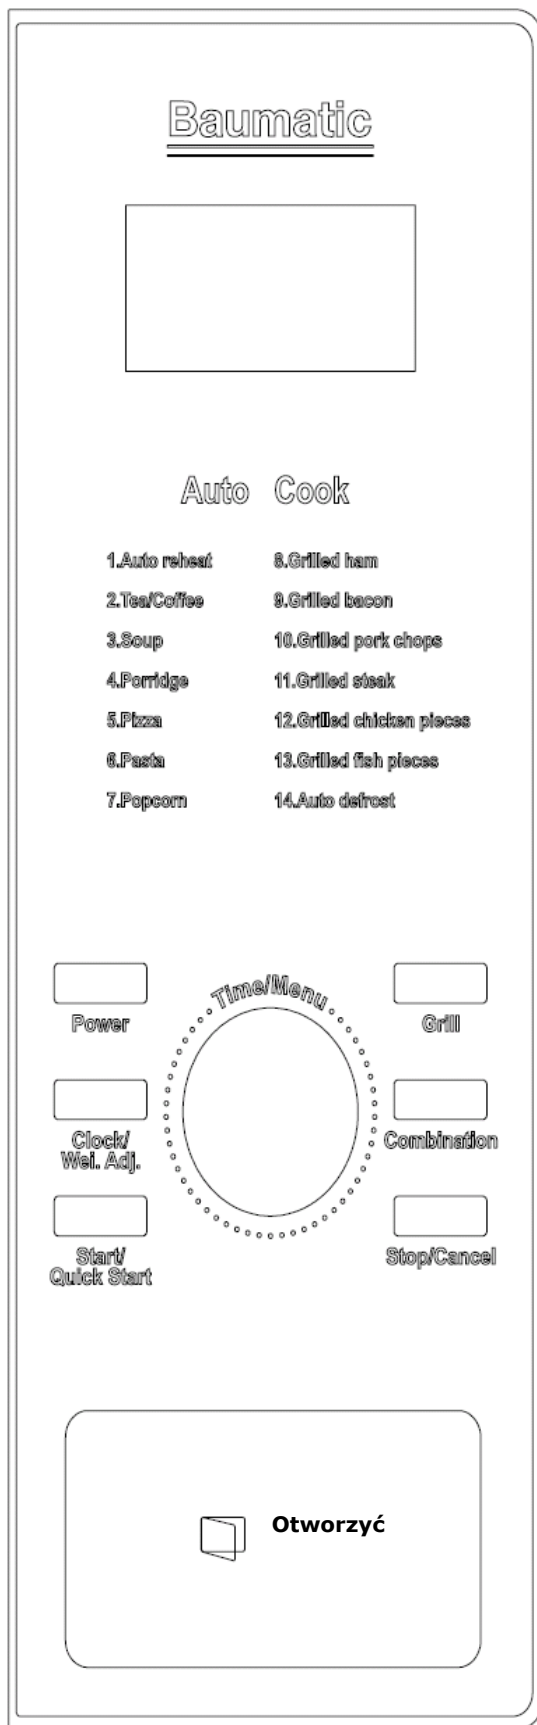 Baumatic
Auto Cook
1.Auto reheat
2.Tea/Coffee
3.Soup
4.Porridge
5.Pizza
6.Pasta
7.Popcorn
8.Grilled ham
9.Grilled bacon
10.Grilled pork chops
11.Grilled steak
12.Grilled chicken pieces
13.Grilled fish pieces
14.Auto defrost
Time/Menu
Power
Grill
Clock/
Wei. Adj.
Combination
Start/
Quick Start
Stop/Cancel
Otworzyć